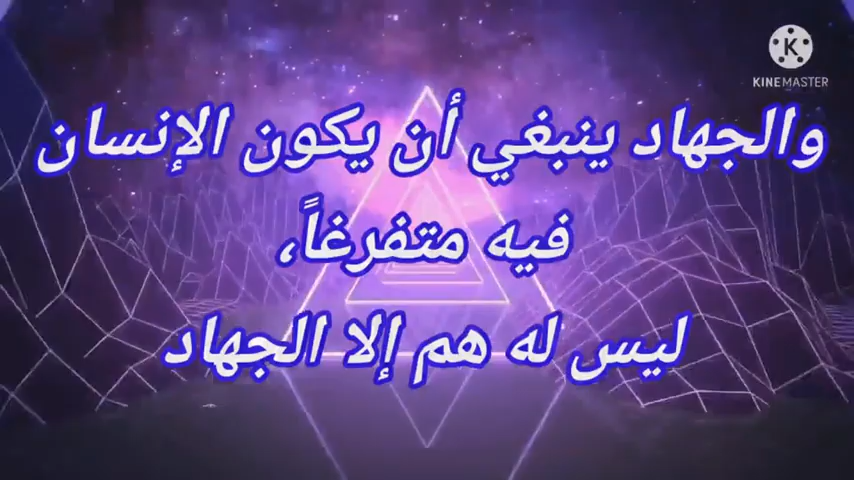 KINEMASTER
والجهاد ينبغي أن يكون الإنسان
فيه متفرغاً،
ليس له هم إلا الجهاد